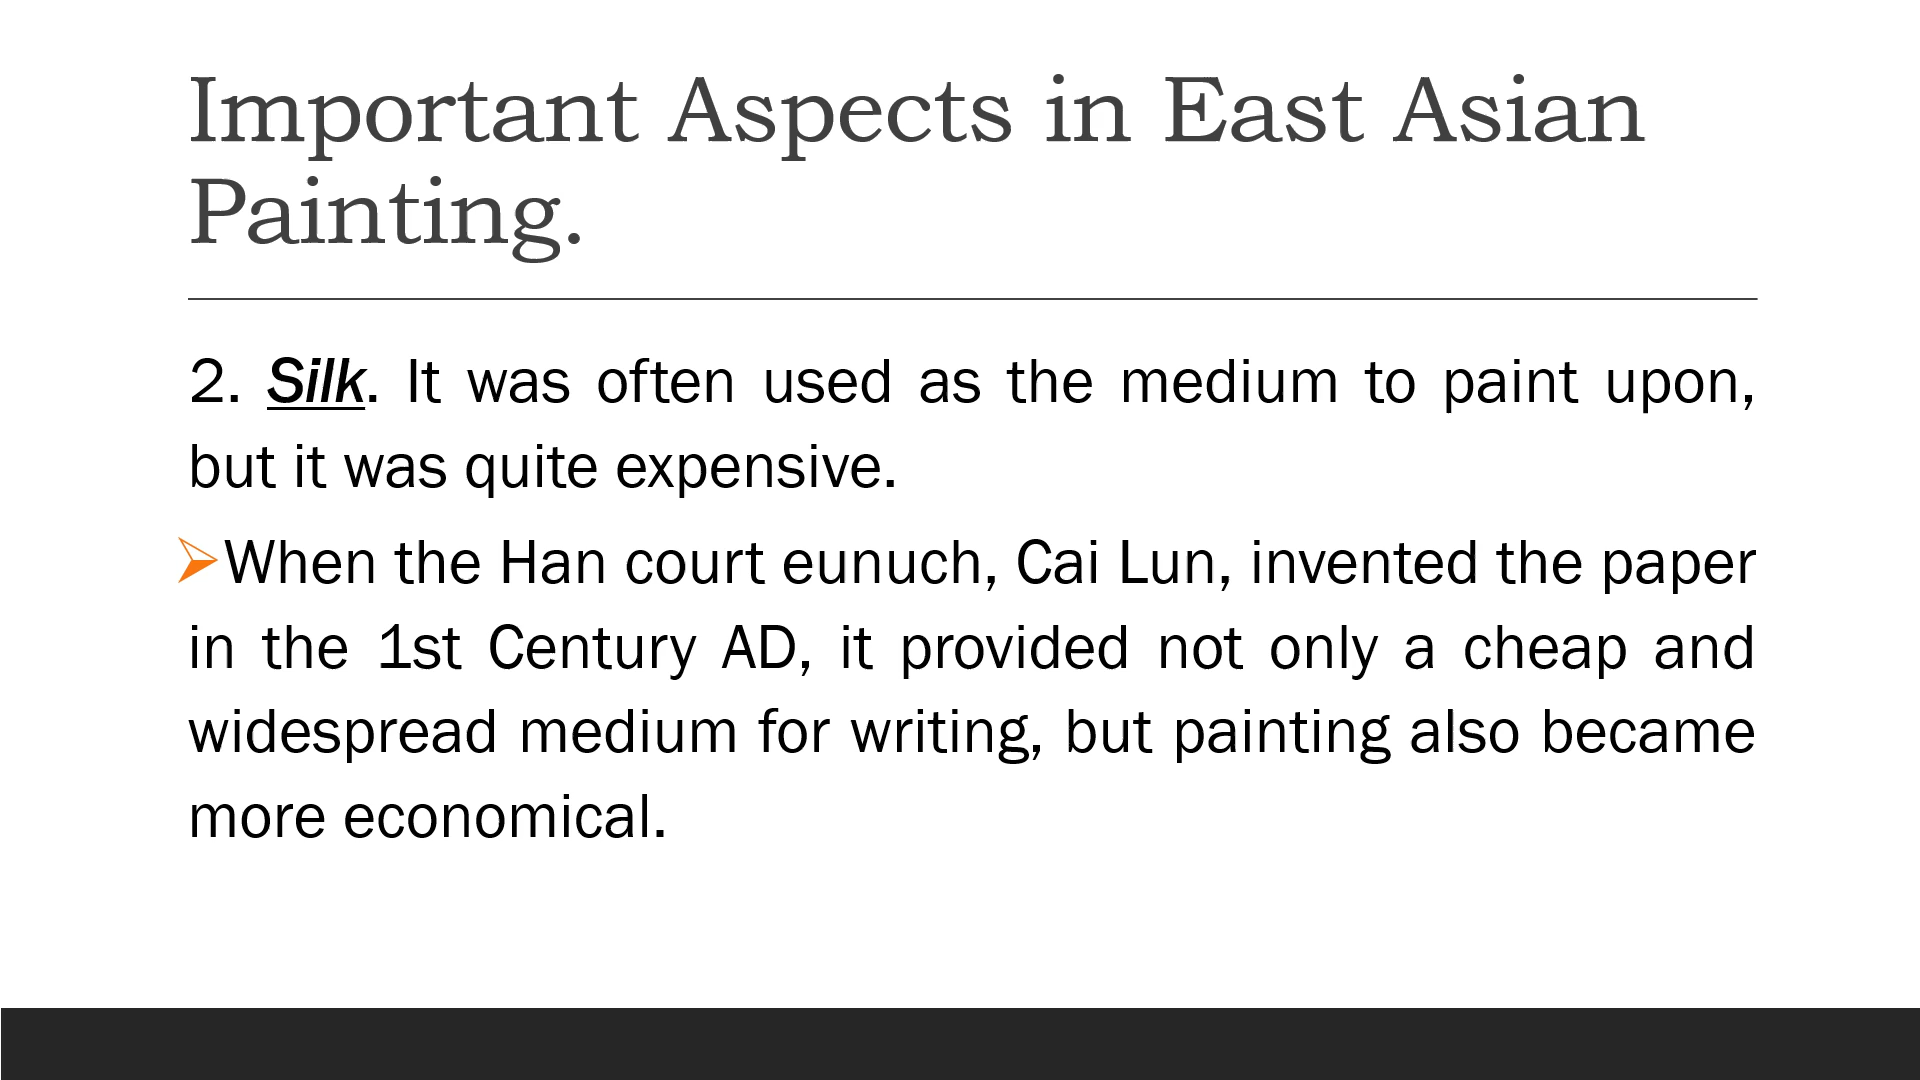 Important Aspects in East Asian
Painting.
2. Silk. It was often used as the medium to paint upon,
but it was quite expensive.
When the Han court eunuch, Cai Lun, invented the paper
in the 1st Century AD, it provided not only a cheap and
widespread medium for writing, but painting also became
more economical.